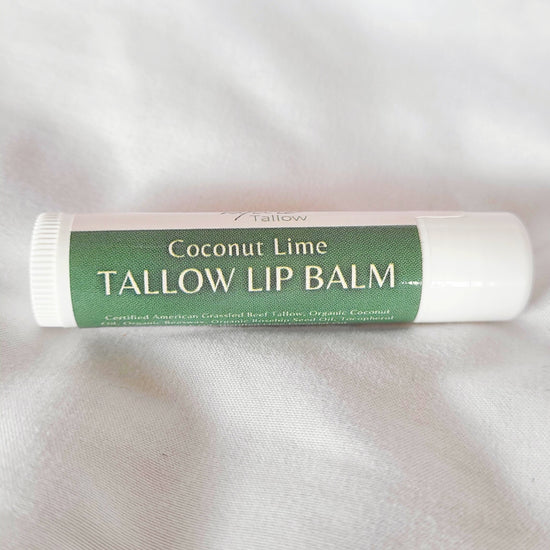 Tallow
Coconut Lime
TALLOW LIP BALM
Certified American Grassfed Beef Tallow, Organic Coconut
Oil, Organic Beeswax, Organic Rosehip Seed Oil, Tocopherol